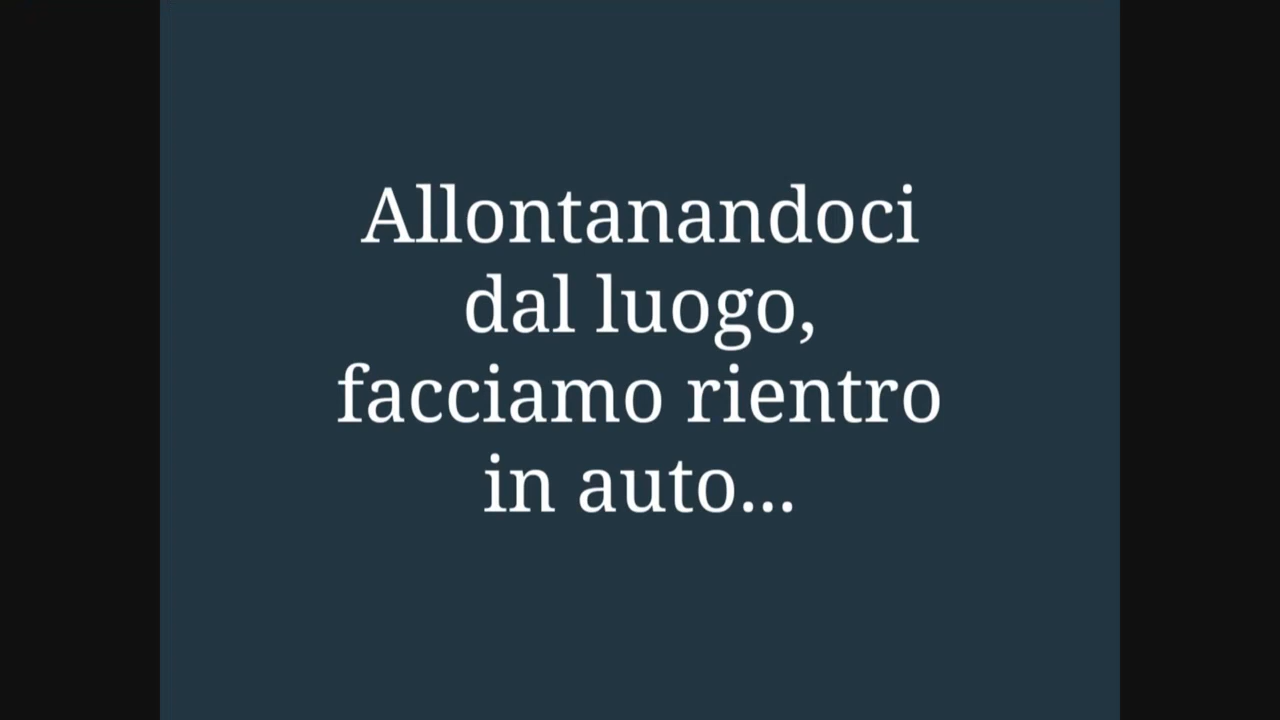 Allontanandoci
dal luogo,
facciamo rientro
in auto...